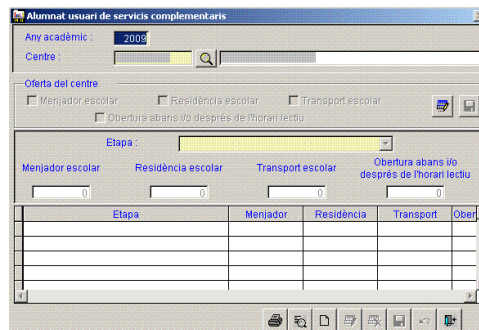 Alumnat usuari de servicis complementaris
Any acadèmic : 2009
Centre :
Oferta del centre
Menjador escolar Residència escolar Transport escolar
Obertura abans i/o després de l'horari lectiu
Etapa :
Menjador escolar Residència escolar Transport escolar Obertura abans i/o després de l'horari lectiu
0 0 0 0
Etapa Menjador Residència Transport Ober